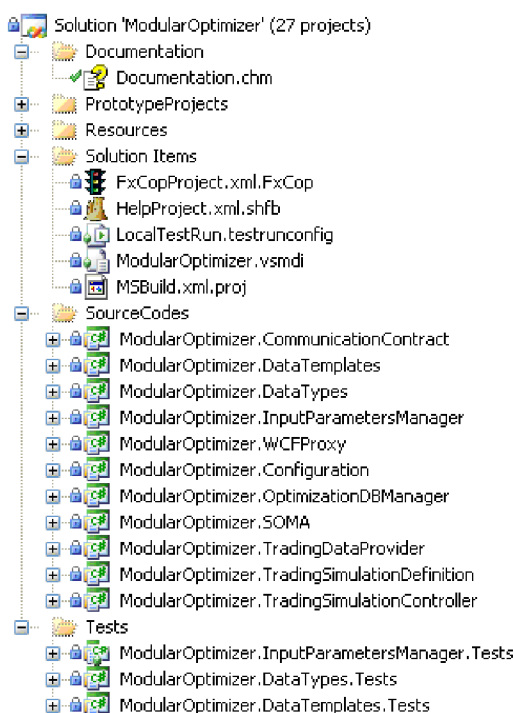 Solution 'ModularOptimizer' (27 projects)
Documentation
Documentation.chm
PrototypeProjects
Resources
Solution Items
FxCopProject.xml.FxCop
HelpProject.xml.shfb
LocalTestRun.testrunconfig
ModularOptimizer.vsmdi
MSBuild.xml.proj
SourceCodes
ModularOptimizer.CommunicationContract
ModularOptimizer.DataTemplates
ModularOptimizer.DataTypes
ModularOptimizer.InputParametersManager
ModularOptimizer.WCFProxy
ModularOptimizer.Configuration
ModularOptimizer.OptimizationDBManager
ModularOptimizer.SOMA
ModularOptimizer.TradingDataProvider
ModularOptimizer.TradingSimulationDefinition
ModularOptimizer.TradingSimulationController
Tests
ModularOptimizer.InputParametersManager.Tests
ModularOptimizer.DataTypes.Tests
ModularOptimizer.DataTemplates.Tests